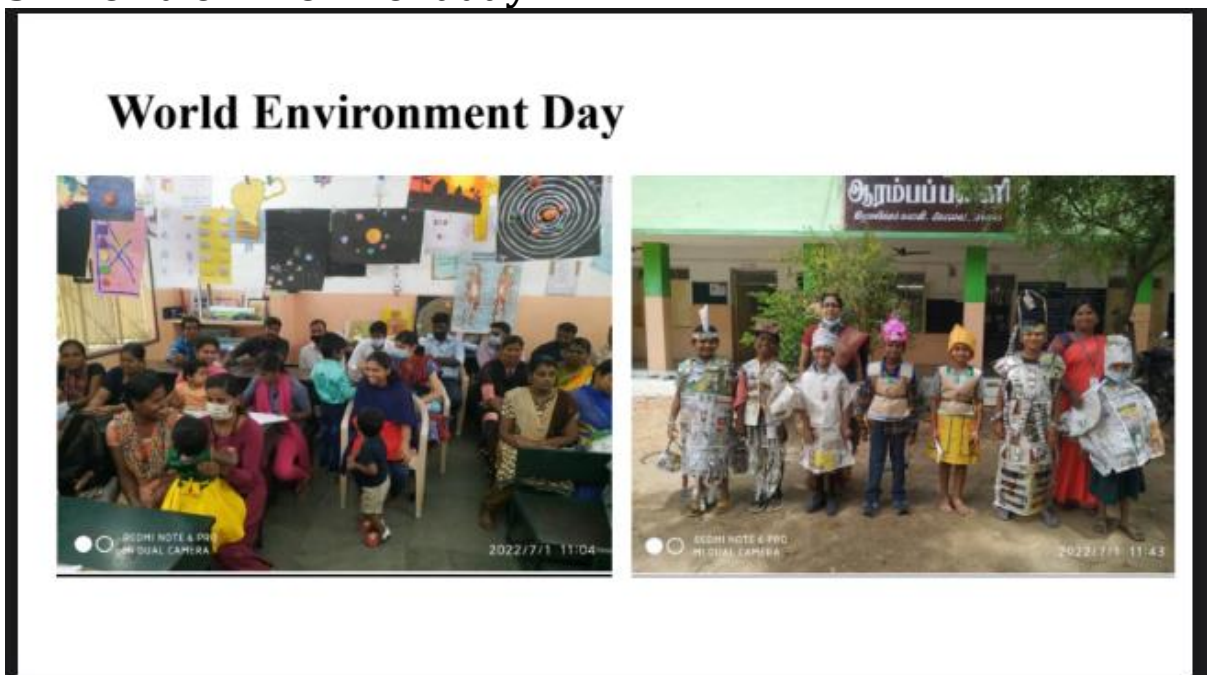 World Environment Day
REDMI NOTE 6 PRO
MI DUAL CAMERA
2022/7/1 11:04
ஆரம்பப்
REDMI NOTE 6 PRO
MI DUAL CAMERA
2022/7/1 11:43